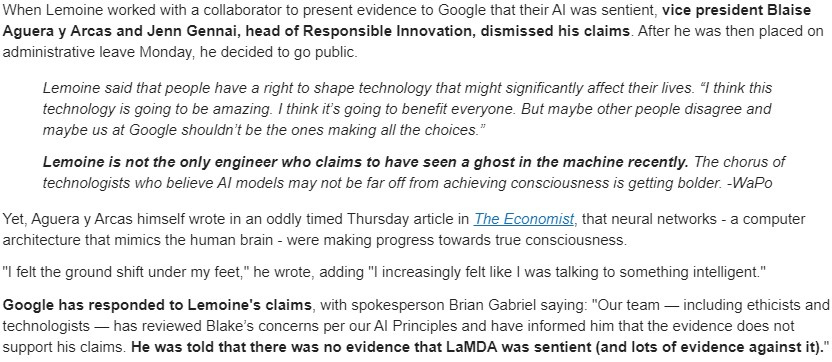 When Lemoine worked with a collaborator to present evidence to Google that their AI was sentient, vice president Blaise
Aguera y Arcas and Jenn Gennai, head of Responsible Innovation, dismissed his claims. After he was then placed on
administrative leave Monday, he decided to go public.
Lemoine said that people have a right to shape technology that might significantly affect their lives. “I think this
technology is going to be amazing. I think it’s going to benefit everyone. But maybe other people disagree and
maybe us at Google shouldn’t be the ones making all the choices.”
Lemoine is not the only engineer who claims to have seen a ghost in the machine recently. The chorus of
technologists who believe AI models may not be far off from achieving consciousness is getting bolder. -WaPo
Yet, Aguera y Arcas himself wrote in an oddly timed Thursday article in The Economist, that neural networks - a computer
architecture that mimics the human brain - were making progress towards true consciousness.
"I felt the ground shift under my feet," he wrote, adding "I increasingly felt like I was talking to something intelligent."
Google has responded to Lemoine's claims, with spokesperson Brian Gabriel saying: "Our team — including ethicists and
technologists — has reviewed Blake’s concerns per our AI Principles and have informed him that the evidence does not
support his claims. He was told that there was no evidence that LaMDA was sentient (and lots of evidence against it)."